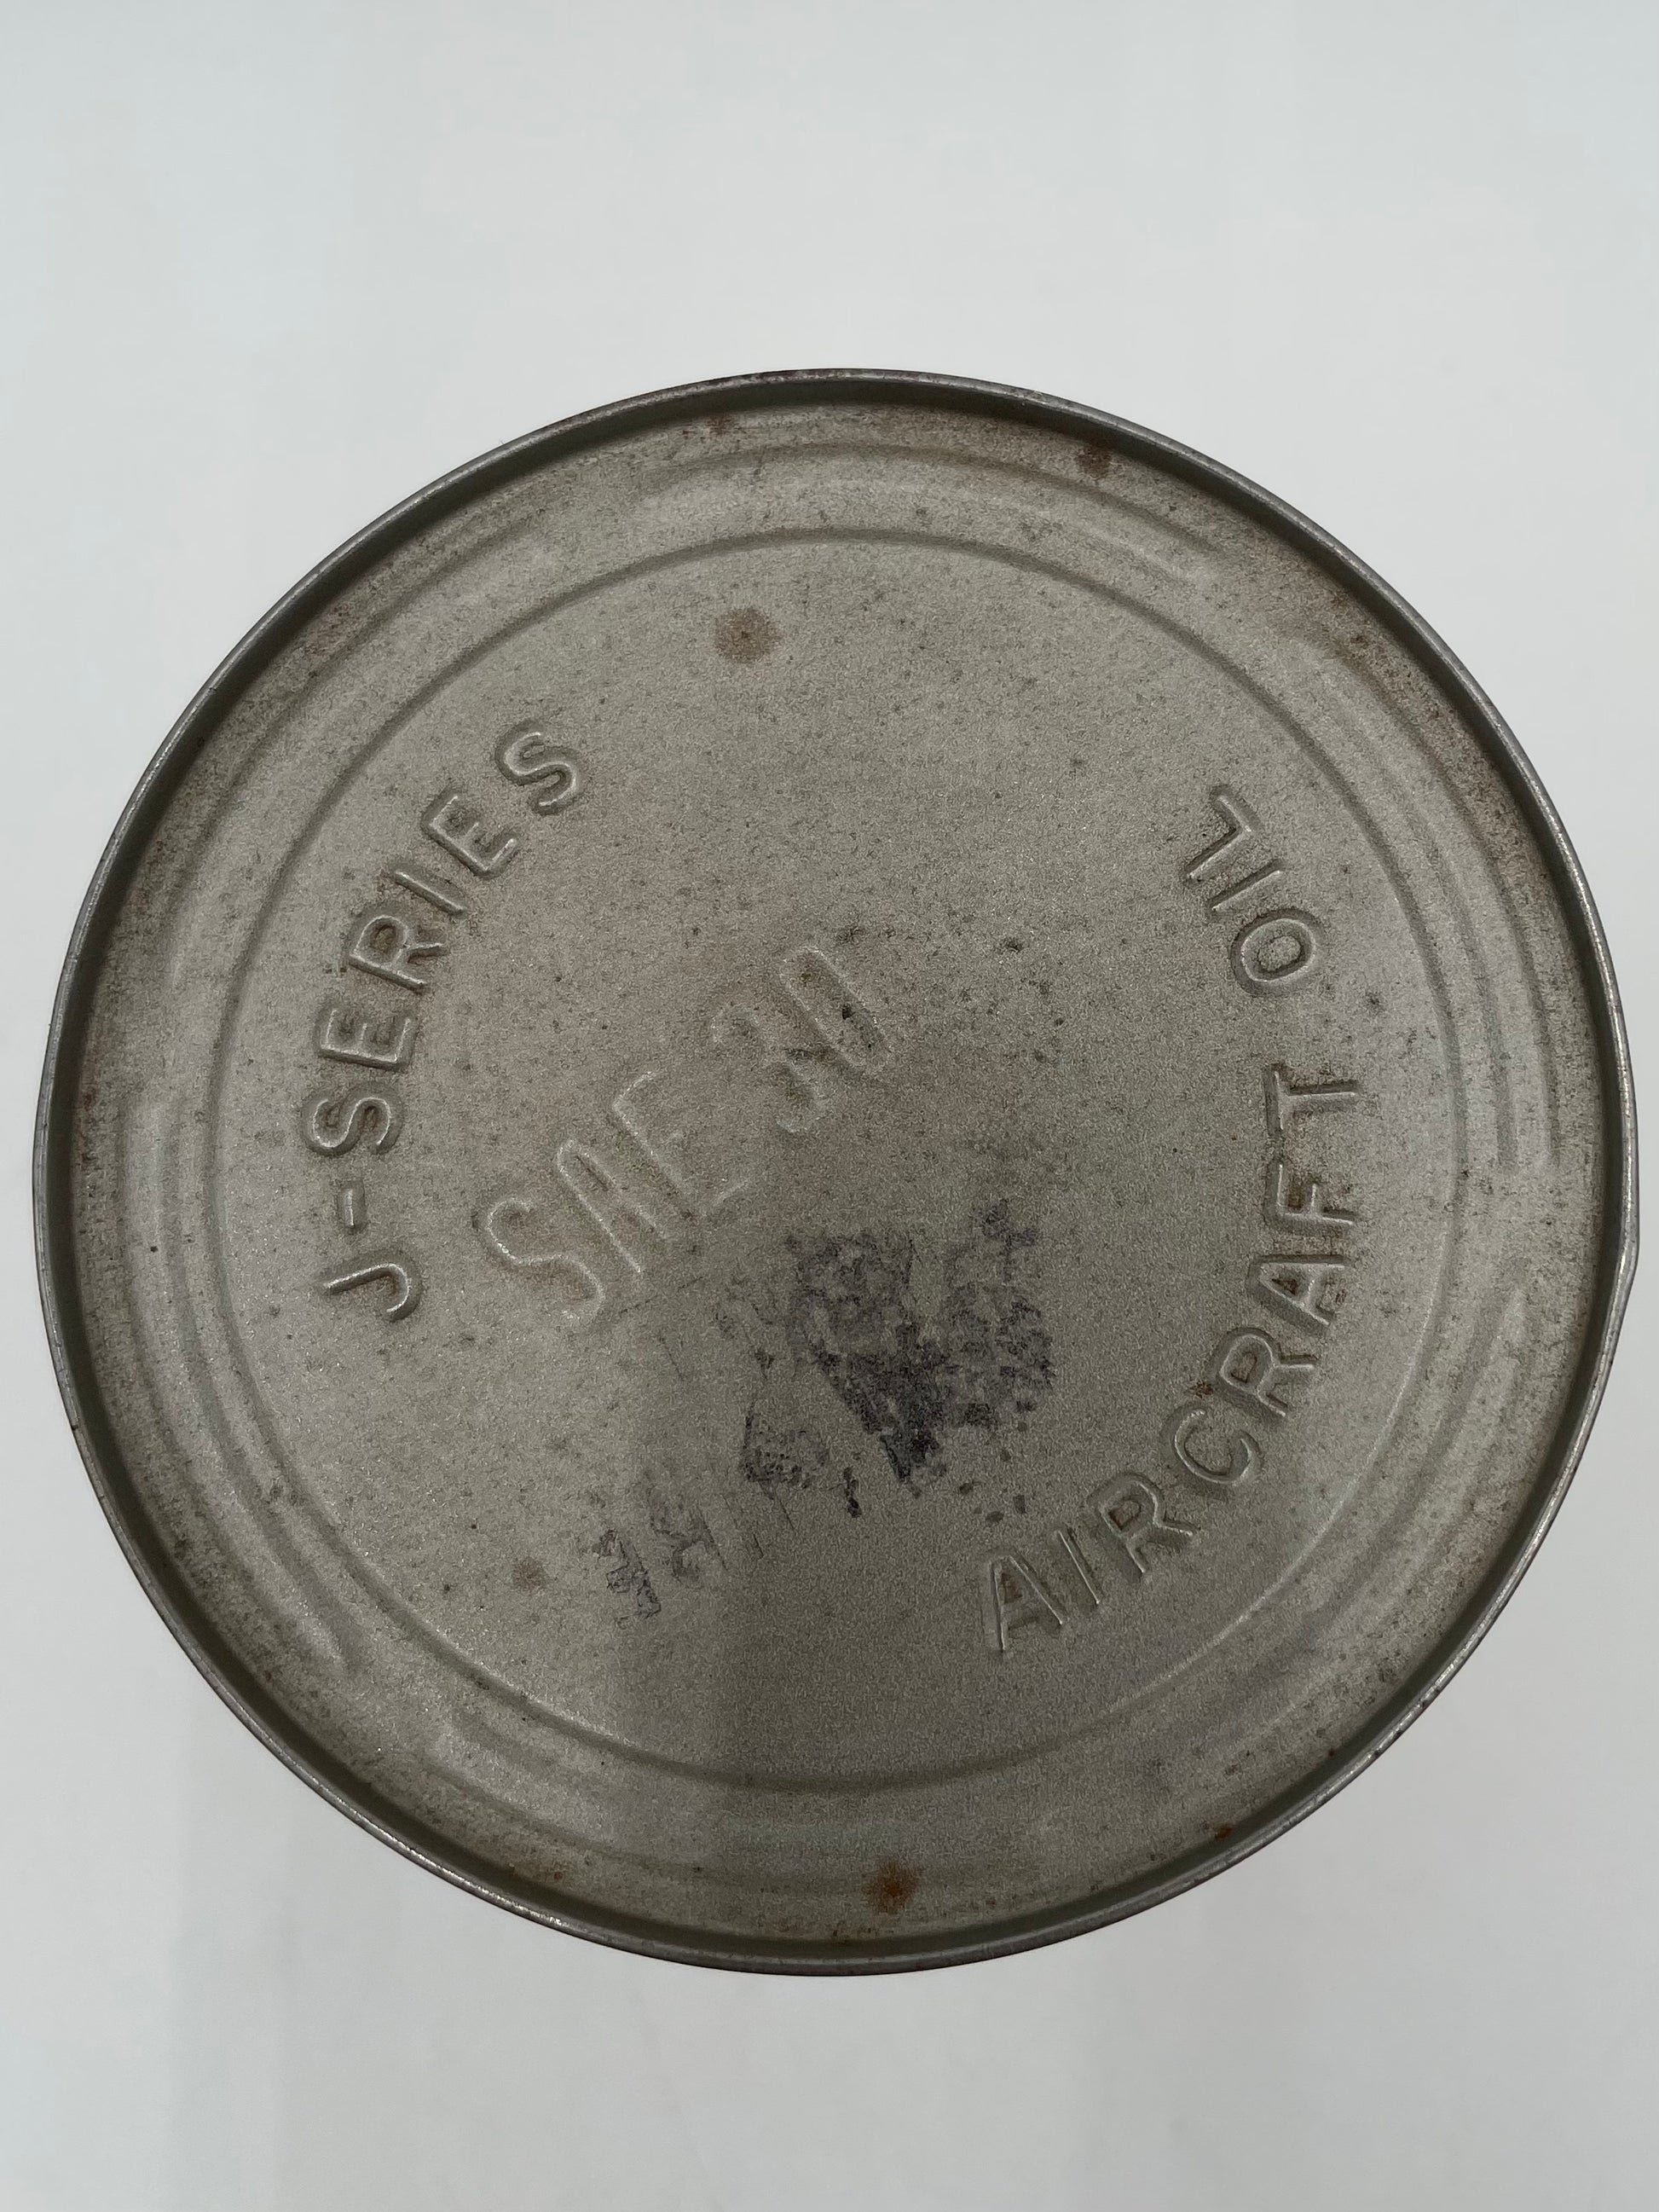 J-SERIES
SAE 30
AIRCRAFT OIL